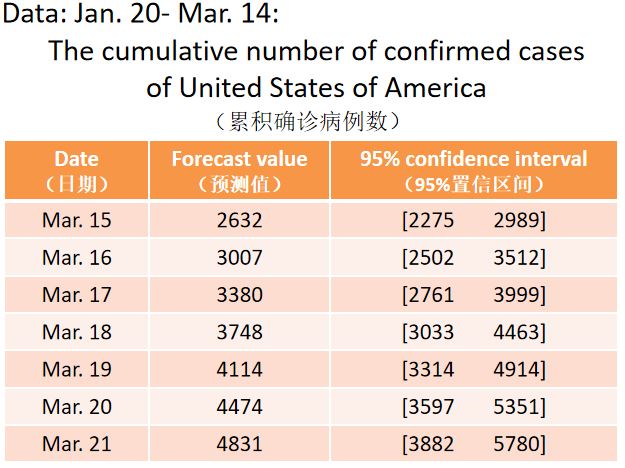 Data: Jan. 20- Mar. 14:
The cumulative number of confirmed cases
of United States of America
（累积确诊病例数）
Date Forecast value 95% confidence interval
（日期） （预测值） （95%置信区间）
Mar. 15 2632 [2275 2989]
Mar. 16 3007 [2502 3512]
Mar. 17 3380 [2761 3999]
Mar. 18 3748 [3033 4463]
Mar. 19 4114 [3314 4914]
Mar. 20 4474 [3597 5351]
Mar. 21 4831 [3882 5780]